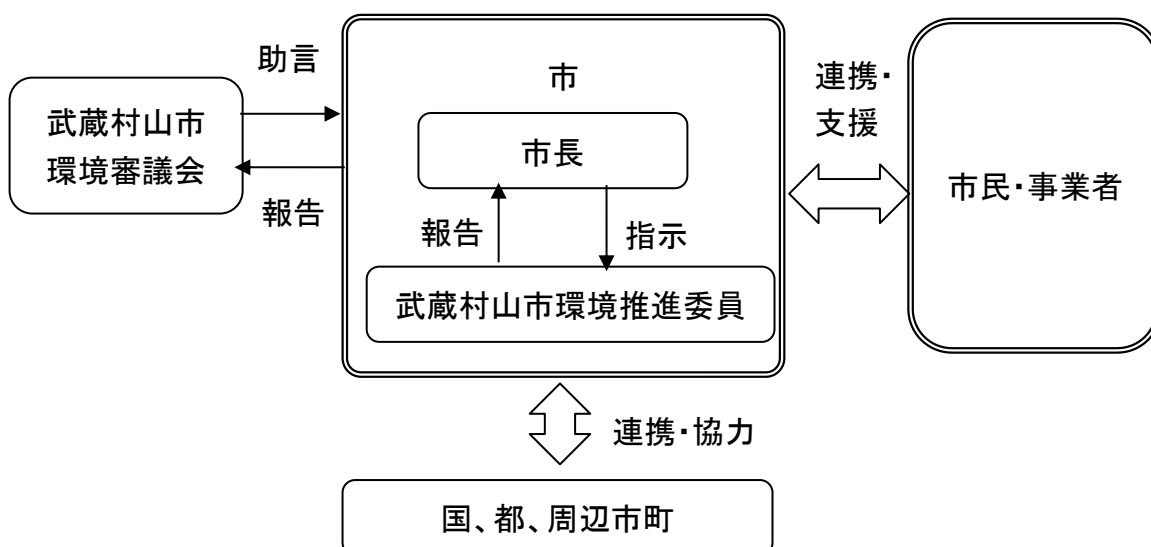 助言
武蔵村山市
環境審議会
報告
市
市長
報告
指示
武蔵村山市環境推進委員
連携・
支援
市民・事業者
連携・協力
国、都、周辺市町